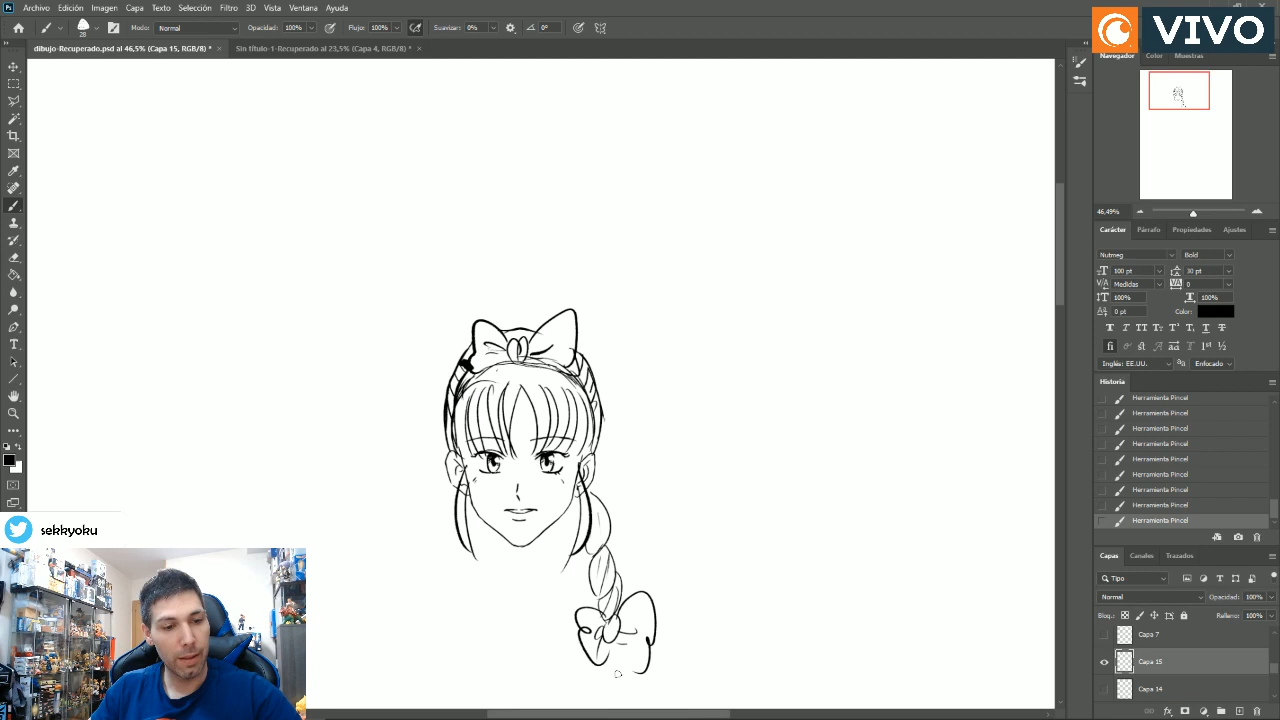 Archivo Edición Imagen Capa Texto Selección Filtro 3D Vista Ventana Ayuda
VIVO
28 Modo: Normal Opacidad: 100% Flujo: 100% Suavizar: 0% 0°
dibujo-Recuperado.psd al 46,5% (Capa 15, RGB/8) * × Sin título-1-Recuperado al 23,5% (Capa 4, RGB/8) * ×
Navegador Color Muestras
46,49%
Carácter Párrafo Propiedades Ajustes
Nutmeg Bold
100 pt 30 pt
Medidas 0
100% 100%
0 pt Color:
Inglés: EE.UU. Enfocado
Historia
Herramienta Pincel
Herramienta Pincel
Herramienta Pincel
Herramienta Pincel
Herramienta Pincel
Herramienta Pincel
Herramienta Pincel
Herramienta Pincel
Herramienta Pincel
sekkyoku
Capas Canales Trazados
Tipo
Normal Opacidad: 100%
Bloq.: Relleno: 100%
Capa 7
Capa 15
Capa 14